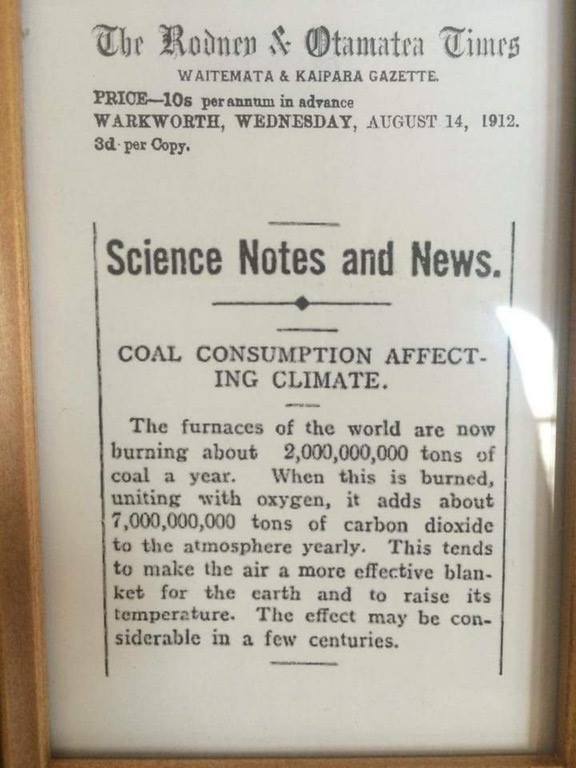 The Rodney & Otamatea Times
WAITEMATA & KAIPARA GAZETTE.
PRICE—10s per annum in advance
WARKWORTH, WEDNESDAY, AUGUST 14, 1912.
3d per Copy.
Science Notes and News.
COAL CONSUMPTION AFFECT-
ING CLIMATE.
The furnaces of the world are now
burning about 2,000,000,000 tons of
coal a year. When this is burned,
uniting with oxygen, it adds about
7,000,000,000 tons of carbon dioxide
to the atmosphere yearly. This tends
to make the air a more effective blan-
ket for the earth and to raise its
temperature. The effect may be con-
siderable in a few centuries.